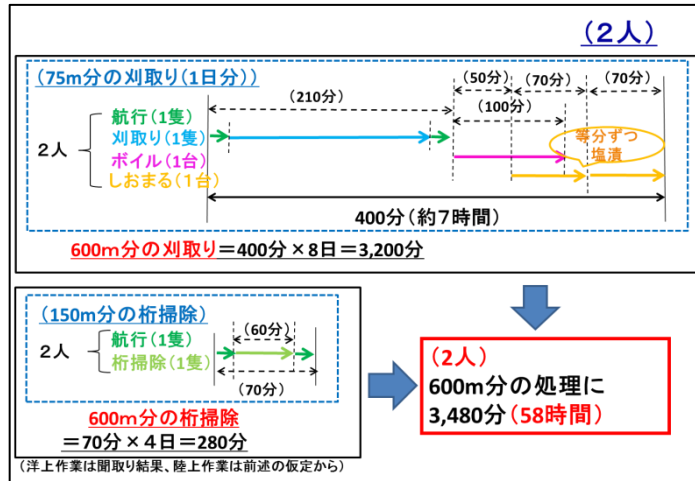 (2人)
(75m分の刈取り(1日分))
(50分)
(70分)
(70分)
(210分)
(100分)
航行(1隻)
刈取り(1隻)
2人
ボイル(1台)
しおまる(1台)
等分ずつ
塩漬
400分(約7時間)
600m分の刈取り=400分×8日=3,200分
(150m分の桁掃除)
航行(1隻)
2人
桁掃除(1隻)
(60分)
(70分)
600m分の桁掃除
=70分×4日=280分
(2人)
600m分の処理に
3,480分(58時間)
(洋上作業は聞取り結果、陸上作業は前述の仮定から)